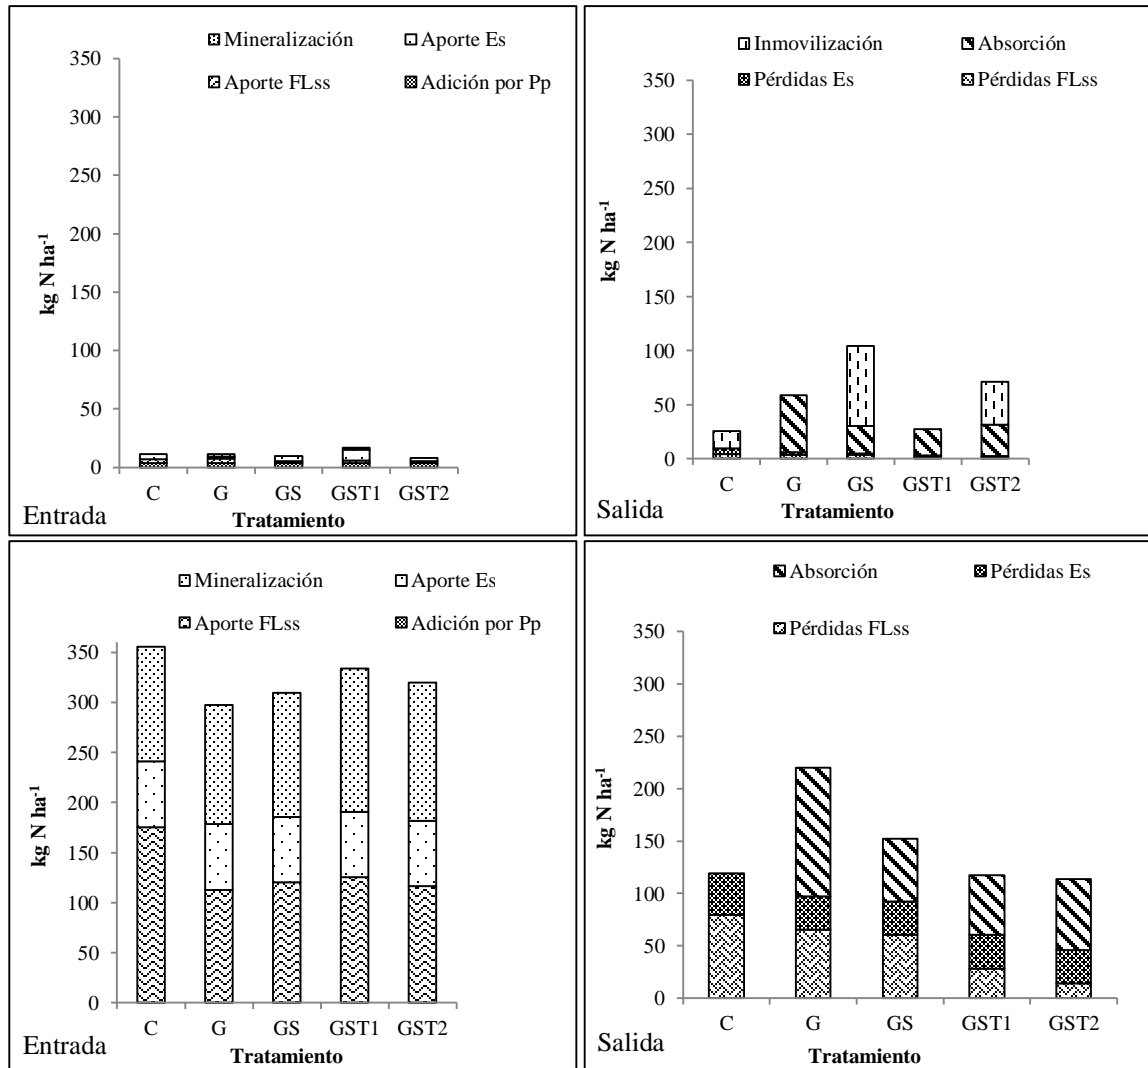 Mineralización Aporte Es
Aporte FLss Adición por Pp
350
300
250
200
150
100
50
0
kg N ha-1
C G GS GST1 GST2
Tratamiento
Entrada
Inmovilización Absorción
Pérdidas Es Pérdidas FLss
350
300
250
200
150
100
50
0
kg N ha-1
C G GS GST1 GST2
Tratamiento
Salida
Mineralización Aporte Es
Aporte FLss Adición por Pp
350
300
250
200
150
100
50
0
kg N ha-1
C G GS GST1 GST2
Tratamiento
Entrada
Absorción Pérdidas Es
Pérdidas FLss
350
300
250
200
150
100
50
0
kg N ha-1
C G GS GST1 GST2
Tratamiento
Salida